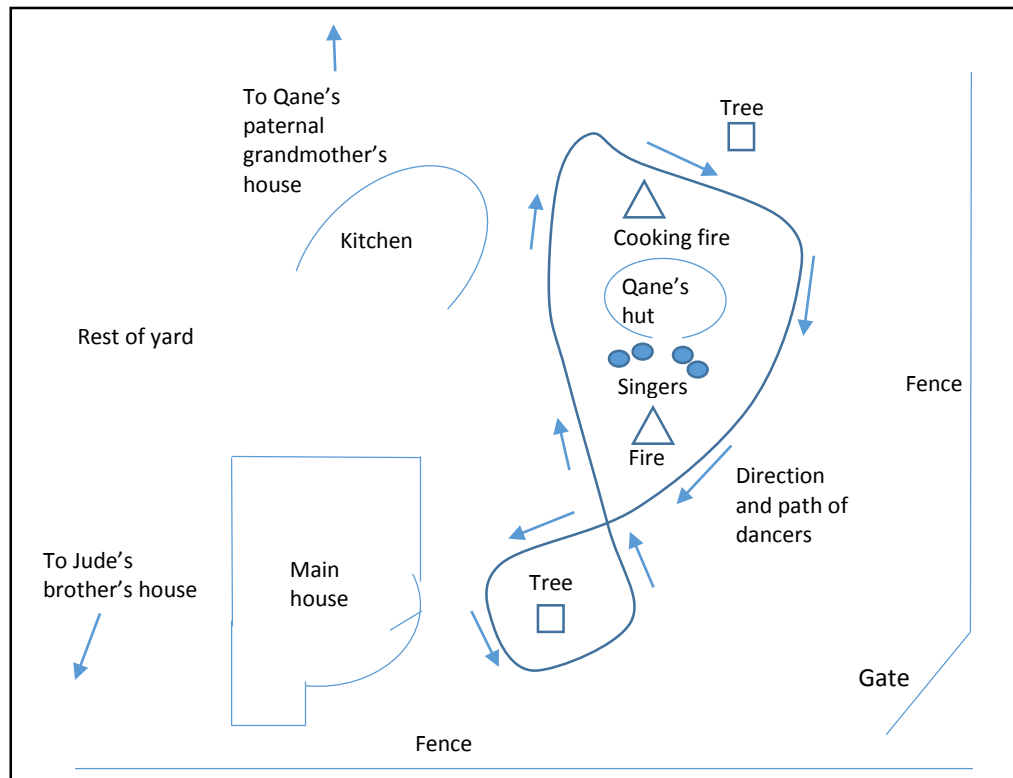 To Qane’s
paternal
grandmother’s
house
Tree
Kitchen
Cooking fire
Qane’s
hut
Rest of yard
Singers
Fence
Fire
Direction
and path of
dancers
To Jude’s
brother’s house
Main
house
Tree
Gate
Fence